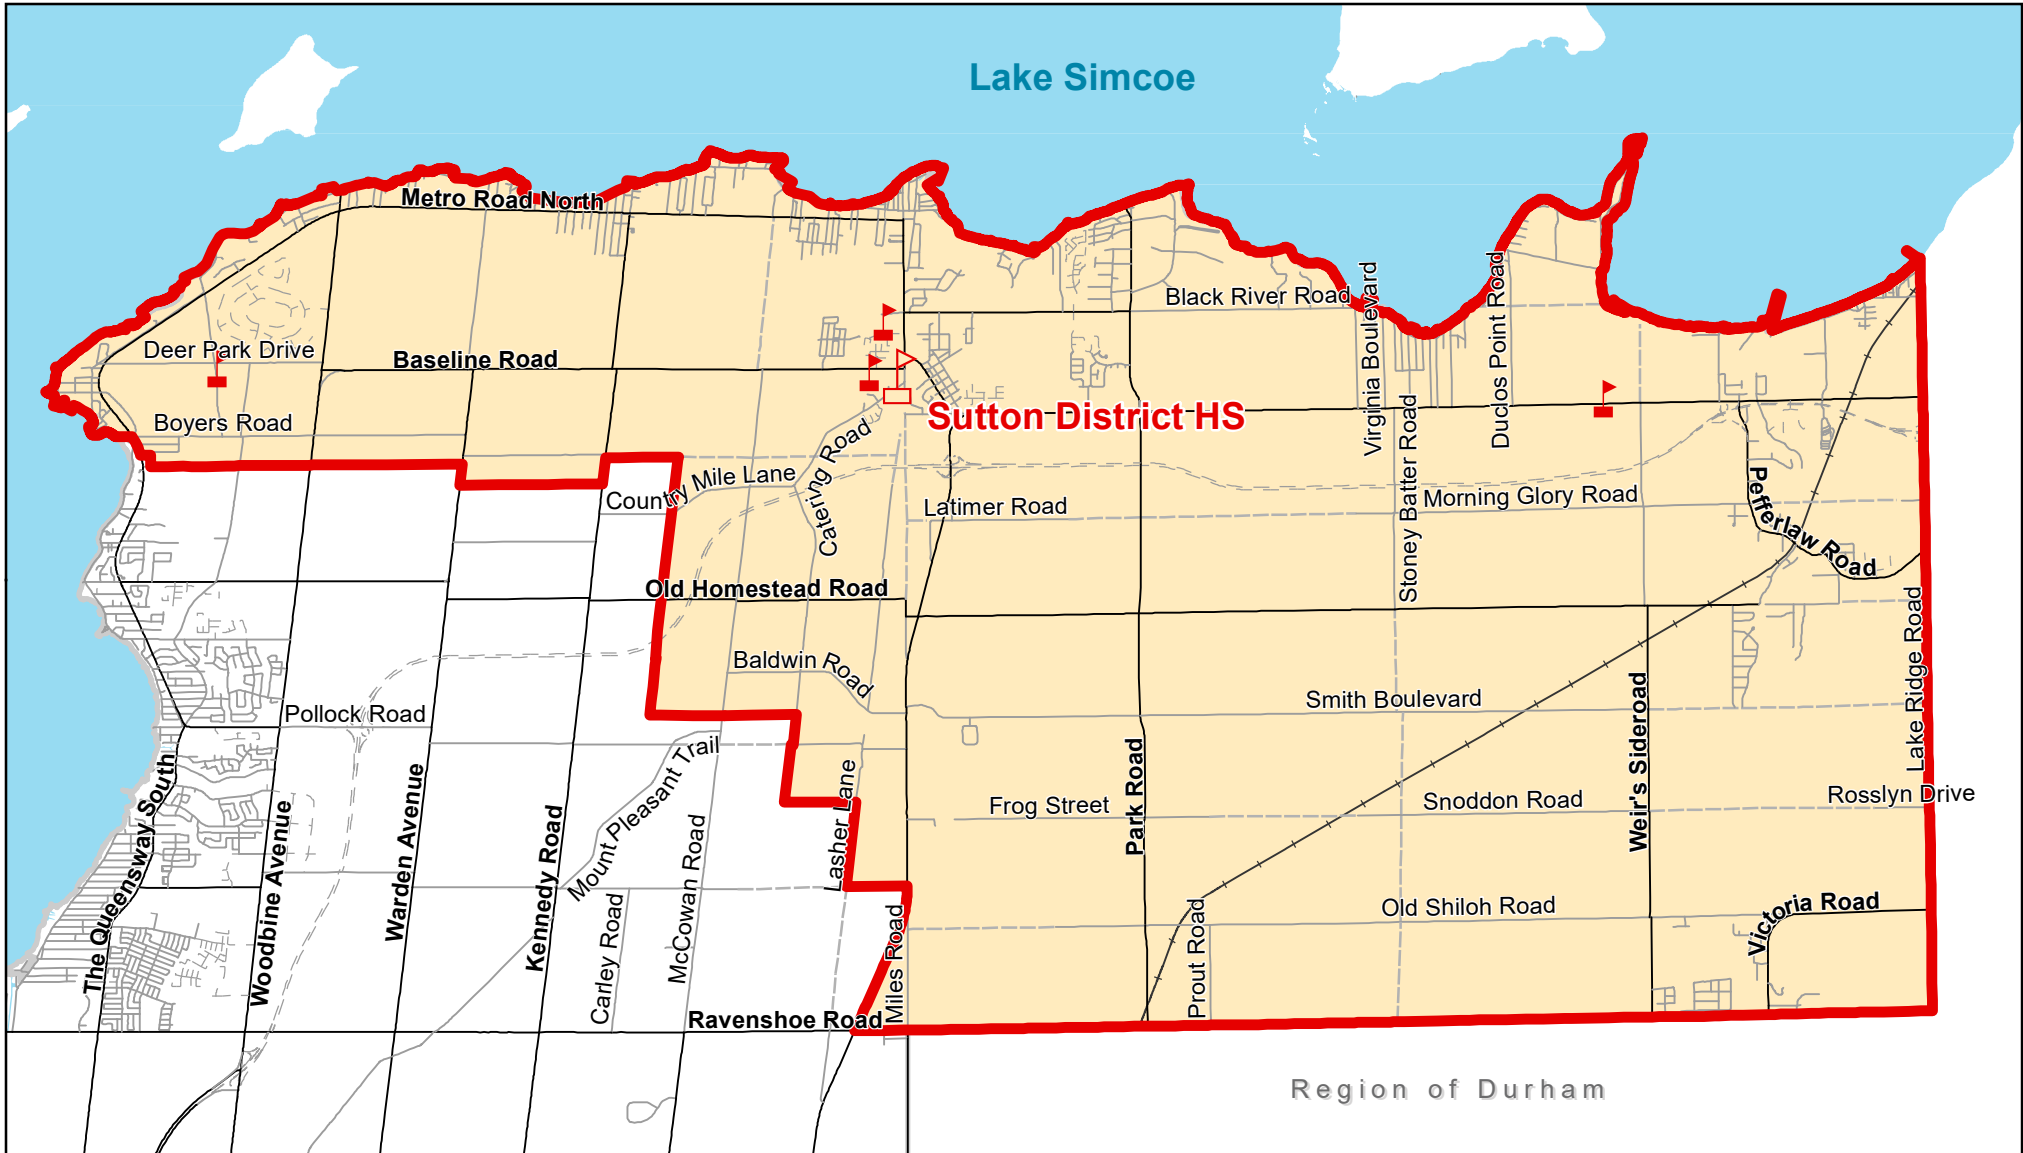 Lake Simcoe
Metro Road North
Black River Road
Virginia Boulevard
Duclos Point Road
Deer Park Drive
Baseline Road
Boyers Road
Sutton District HS
Catering Road
Country Mile Lane
Latimer Road
Stoney Batter Road
Morning Glory Road
Pefferlaw Road
Old Homestead Road
Baldwin Road
Smith Boulevard
Weir's Sideroad
Lake Ridge Road
Pollock Road
Mount Pleasant Trail
The Queensway South
Woodbine Avenue
Warden Avenue
Kennedy Road
Carley Road
McCowan Road
Lasher Lane
Frog Street
Park Road
Snoddon Road
Rosslyn Drive
Miles Road
Prout Road
Old Shiloh Road
Victoria Road
Ravenshoe Road
Region of Durham